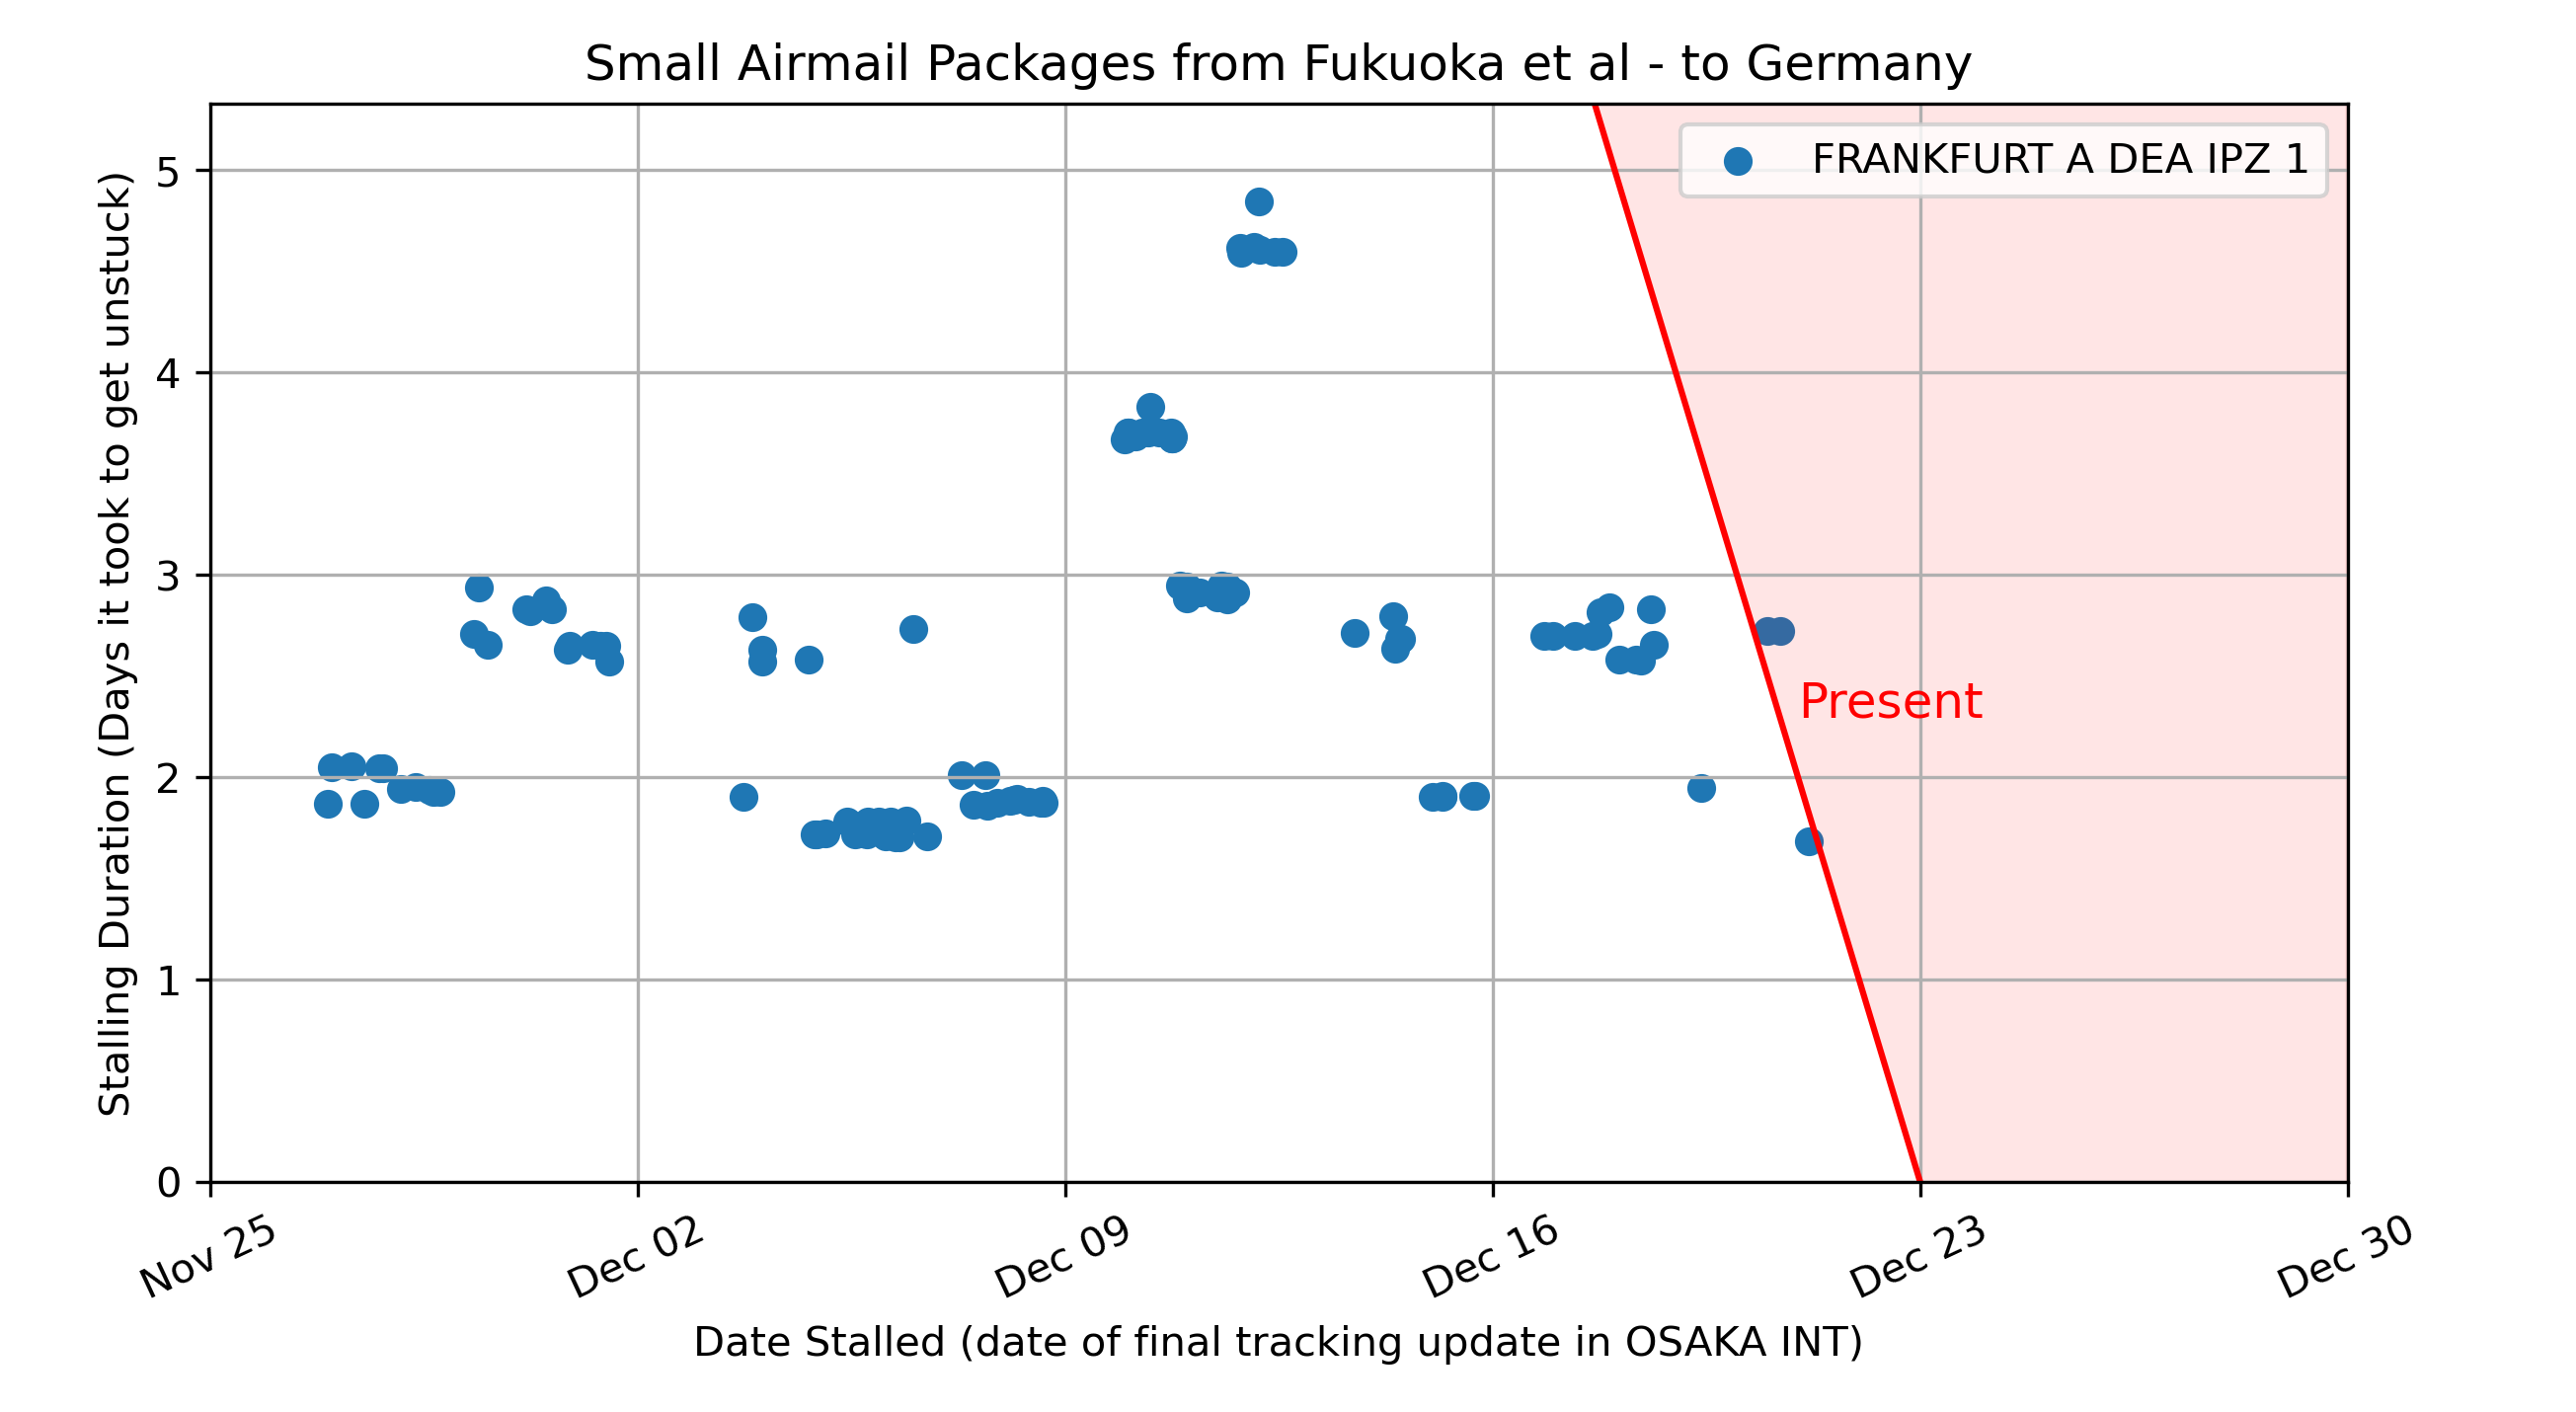 Small Airmail Packages from Fukuoka et al - to Germany
FRANKFURT A DEA IPZ 1
Stalling Duration (Days it took to get unstuck)
5
4
3
2
1
0
Present
Nov 25
Dec 02
Dec 09
Dec 16
Dec 23
Dec 30
Date Stalled (date of final tracking update in OSAKA INT)